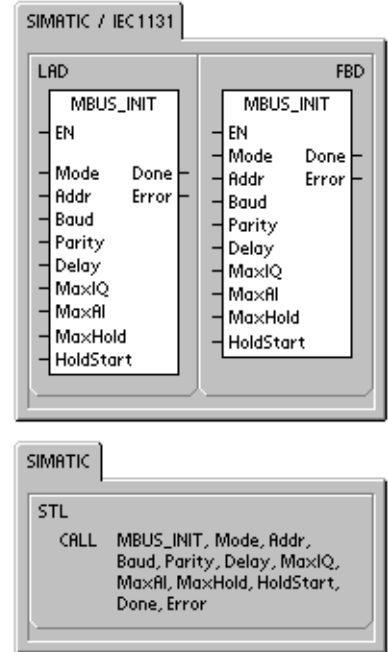 SIMATIC / IEC 1131
LAD
MBUS_INIT
EN
Mode Done
Addr Error
Baud
Parity
Delay
MaxIQ
MaxAI
MaxHold
HoldStart
FBD
MBUS_INIT
EN
Mode Done
Addr Error
Baud
Parity
Delay
MaxIQ
MaxAI
MaxHold
HoldStart
SIMATIC
STL
CALL MBUS_INIT, Mode, Addr,
Baud, Parity, Delay, MaxIQ,
MaxAI, MaxHold, HoldStart,
Done, Error